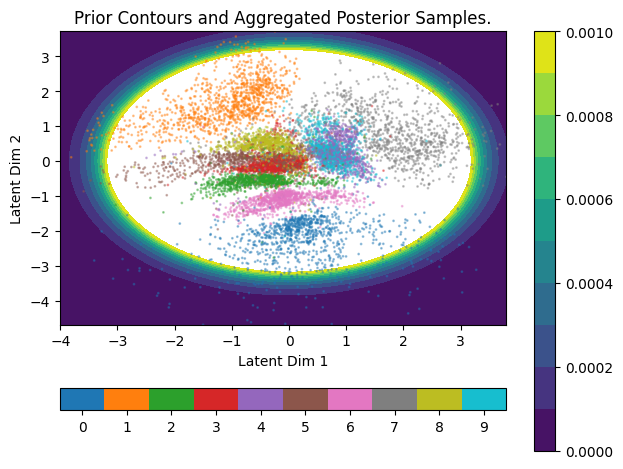 Prior Contours and Aggregated Posterior Samples.
Latent Dim 2
3
2
1
0
−1
−2
−3
−4
−4 −3 −2 −1 0 1 2 3
Latent Dim 1
0 1 2 3 4 5 6 7 8 9
0.0010
0.0008
0.0006
0.0004
0.0002
0.0000